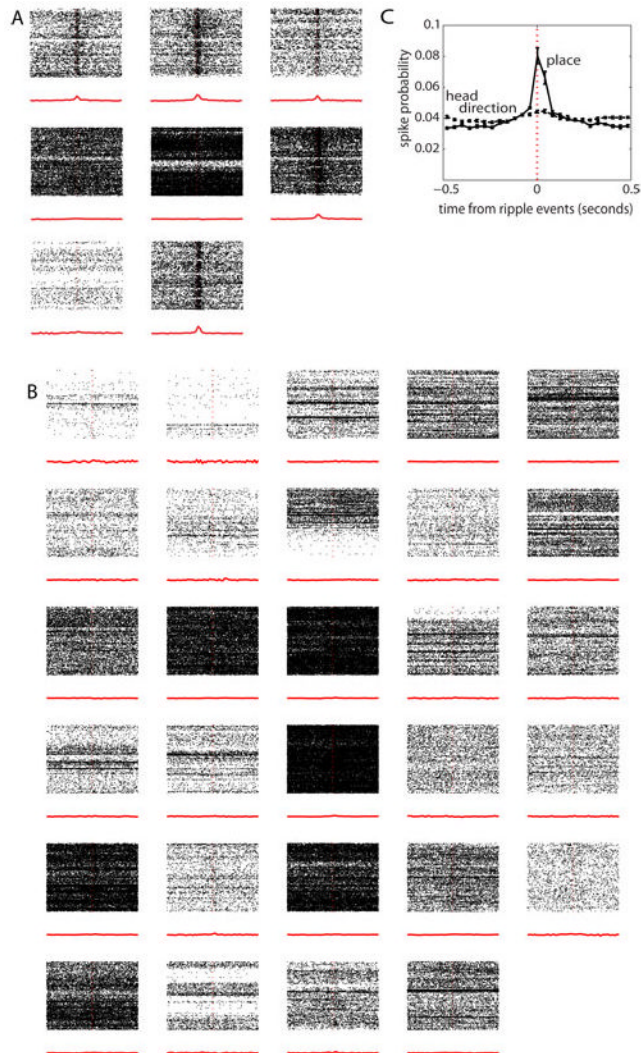 A
B
C
0.1
0.08
0.06
0.04
0.02
spike probability
place
head
direction
−0.5
0
0.5
time from ripple events (seconds)